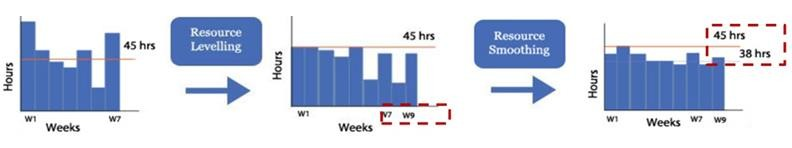 45 hrs
Hours
W1
W7
Weeks
Resource
Levelling
45 hrs
Hours
W1
W7
W9
Weeks
Resource
Smoothing
45 hrs
38 hrs
Hours
W1
W7
W9
Weeks